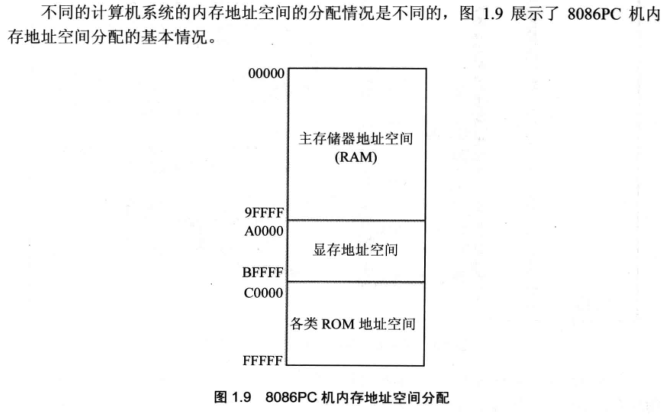 不同的计算机系统的内存地址空间的分配情况是不同的，图 1.9 展示了 8086PC 机内
存地址空间分配的基本情况。
00000
主存储器地址空间
(RAM)
9FFFF
A0000
显存地址空间
BFFFF
C0000
各类 ROM 地址空间
FFFFF
图 1.9 8086PC 机内存地址空间分配